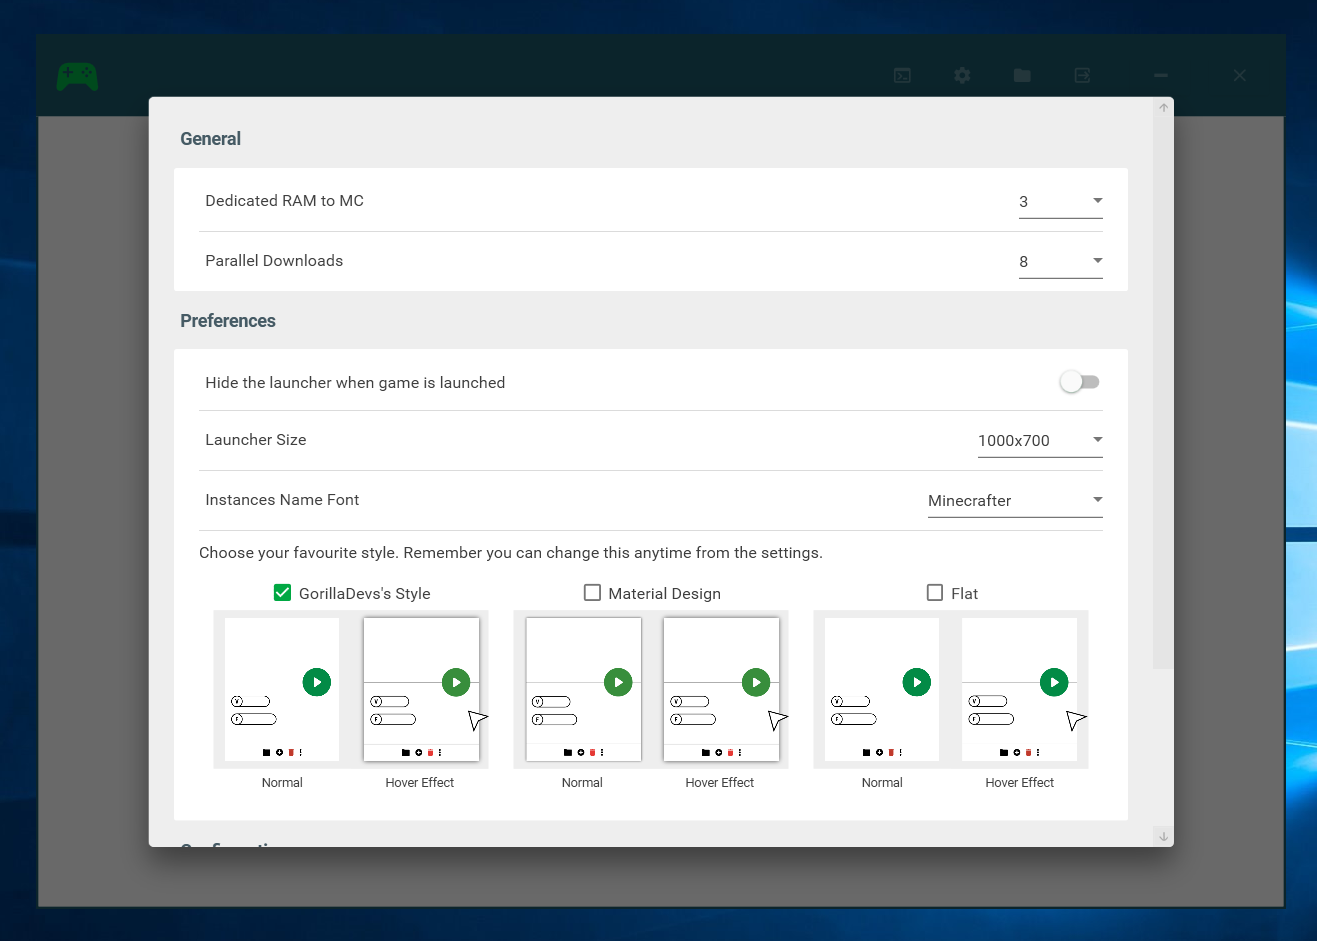 General
Dedicated RAM to MC 3
Parallel Downloads 8
Preferences
Hide the launcher when game is launched
Launcher Size 1000x700
Instances Name Font Minecrafter
Choose your favourite style. Remember you can change this anytime from the settings.
GorillaDevs's Style Material Design Flat
V V V V V V
F F F F F F
Normal Hover Effect Normal Hover Effect Normal Hover Effect